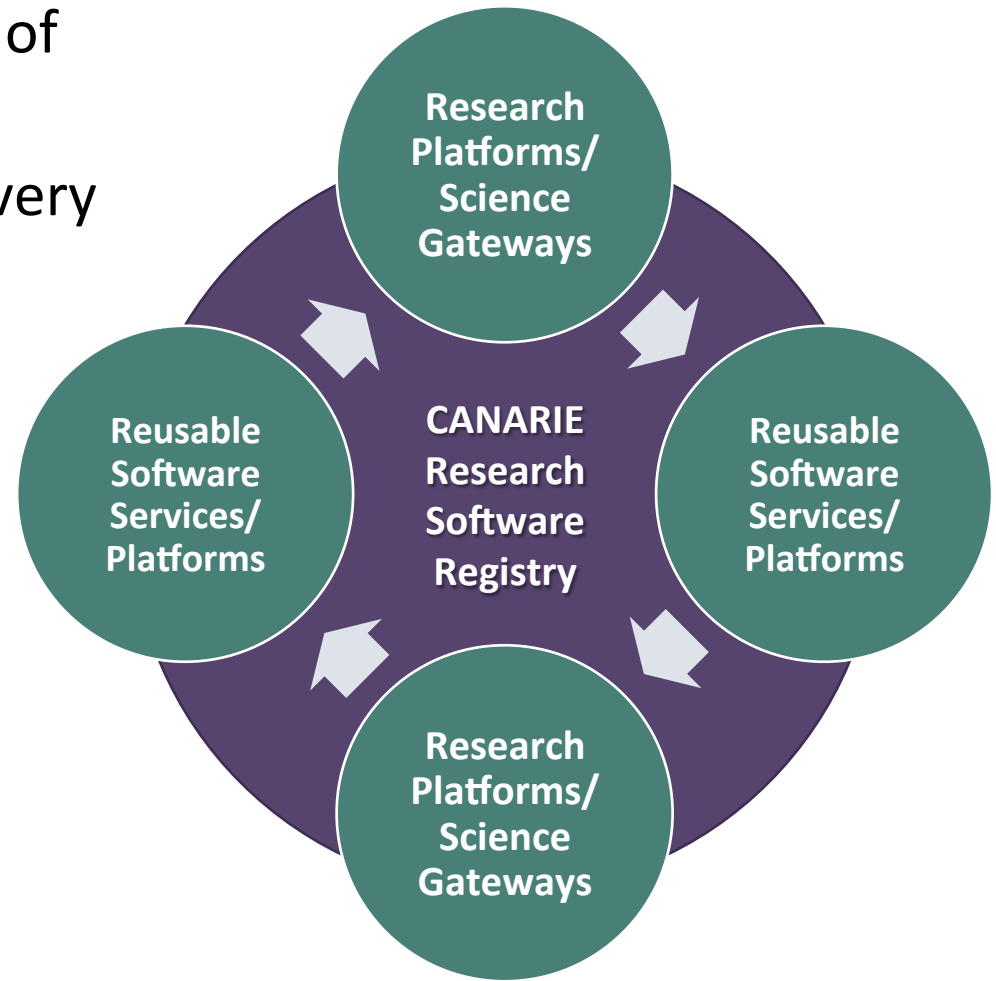 of
very
Research
Platforms/
Science
Gateways
Reusable
Software
Services/
Platforms
CANARIE
Research
Software
Registry
Reusable
Software
Services/
Platforms
Research
Platforms/
Science
Gateways